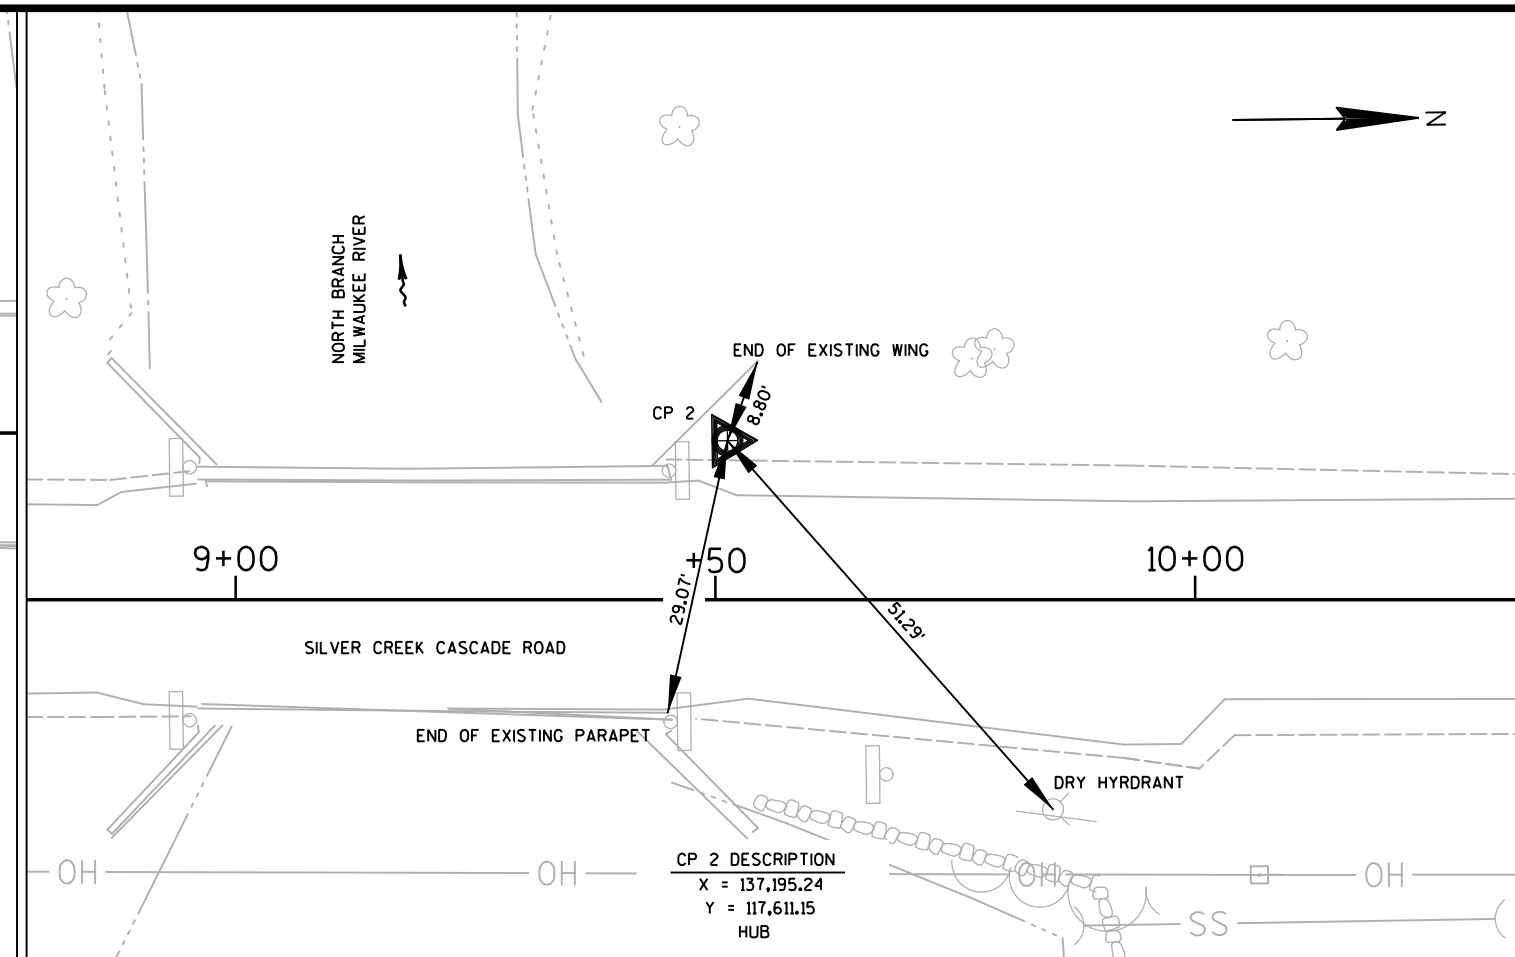 N
NORTH BRANCH
MILWAUKEE RIVER
END OF EXISTING WING
CP 2
8.80'
9+00
+50
10+00
29.07'
51.29'
SILVER CREEK CASCADE ROAD
END OF EXISTING PARAPET
DRY HYRDRANT
CP 2 DESCRIPTION
X = 137,195.24
Y = 117,611.15
HUB
OH
OH
OH
OH
SS